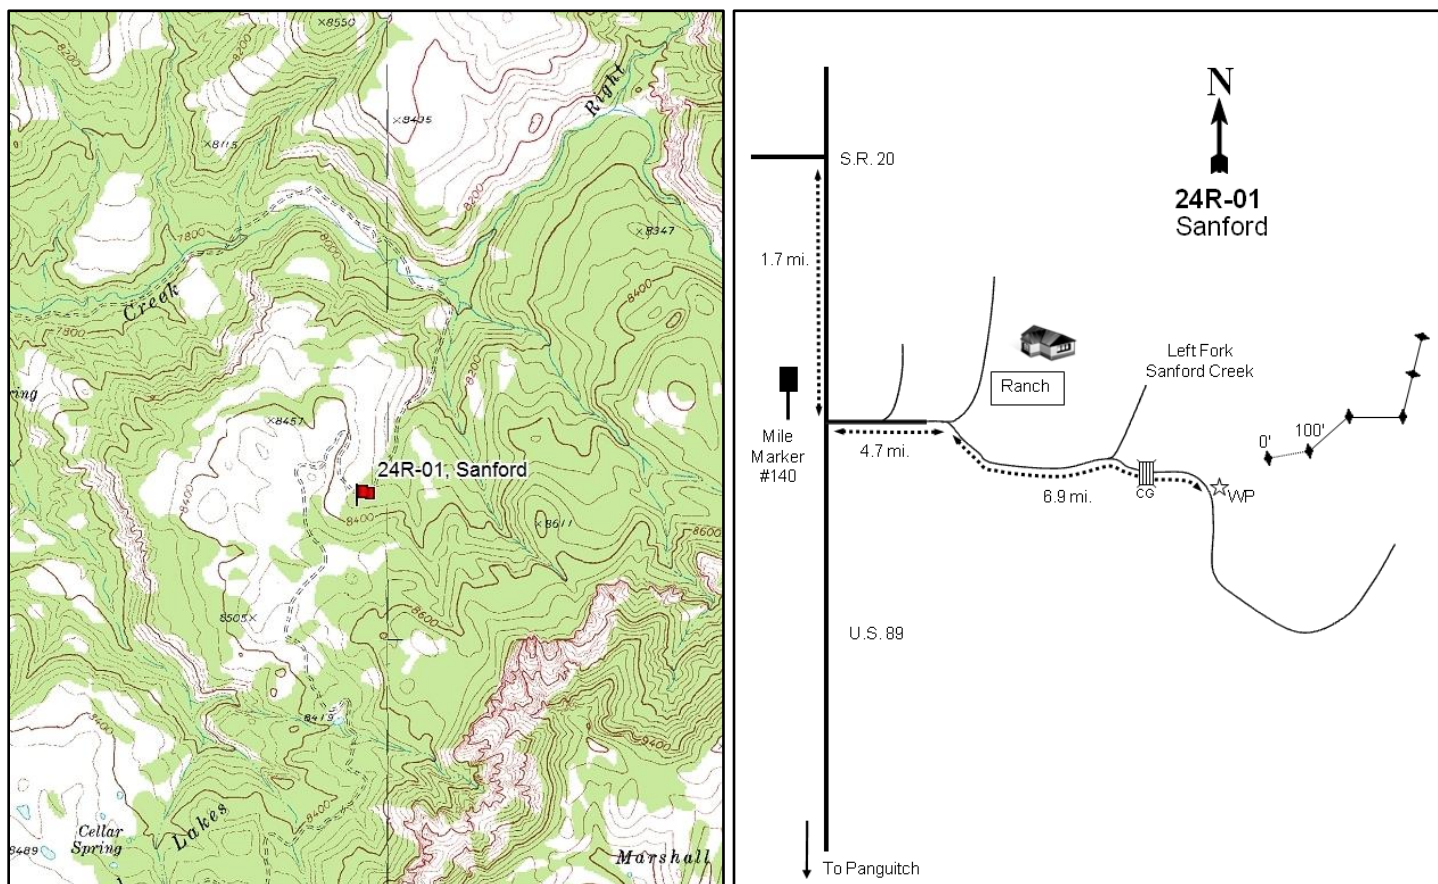 ×8550
8200
8200
Right
×8435
×8115
8200
×8347
7800
8000
Creek
8400
7800
8200
ring
×8457
24R-01, Sanford
8400
8400
×8611
8600
8505×
8600
8419
8400
9400
8400
Lakes
Cellar
Spring
8489
Marshall
N
S.R. 20
24R-01
Sanford
1.7 mi.
Left Fork
Sanford Creek
Ranch
Mile
Marker
#140
4.7 mi.
0'
100'
6.9 mi.
CG
WP
U.S. 89
To Panguitch